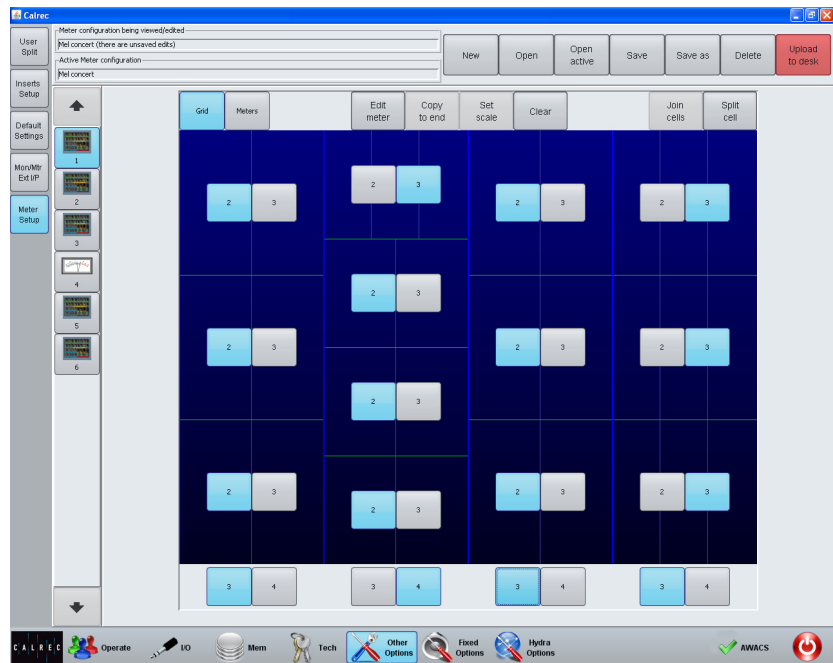 Calrec
Meter configuration being viewed/edited
Mel concert (there are unsaved edits)
Active Meter configuration
Mel concert
New
Open
Open
active
Save
Save as
Delete
Upload
to desk
User
Split
Inserts
Setup
Default
Settings
Mon/Mtr
Ext I/P
Meter
Setup
1
2
3
4
5
6
Grid
Meters
Edit
meter
Copy
to end
Set
scale
Clear
Join
cells
Split
cell
2 3
2 3
2 3
2 3
2 3
2 3
2 3
2 3
2 3
2 3
2 3
2 3
2 3
3 4
3 4
3 4
3 4
CALREC
Operate
I/O
Mem
Tech
Other
Options
Fixed
Options
Hydra
Options
AWACS